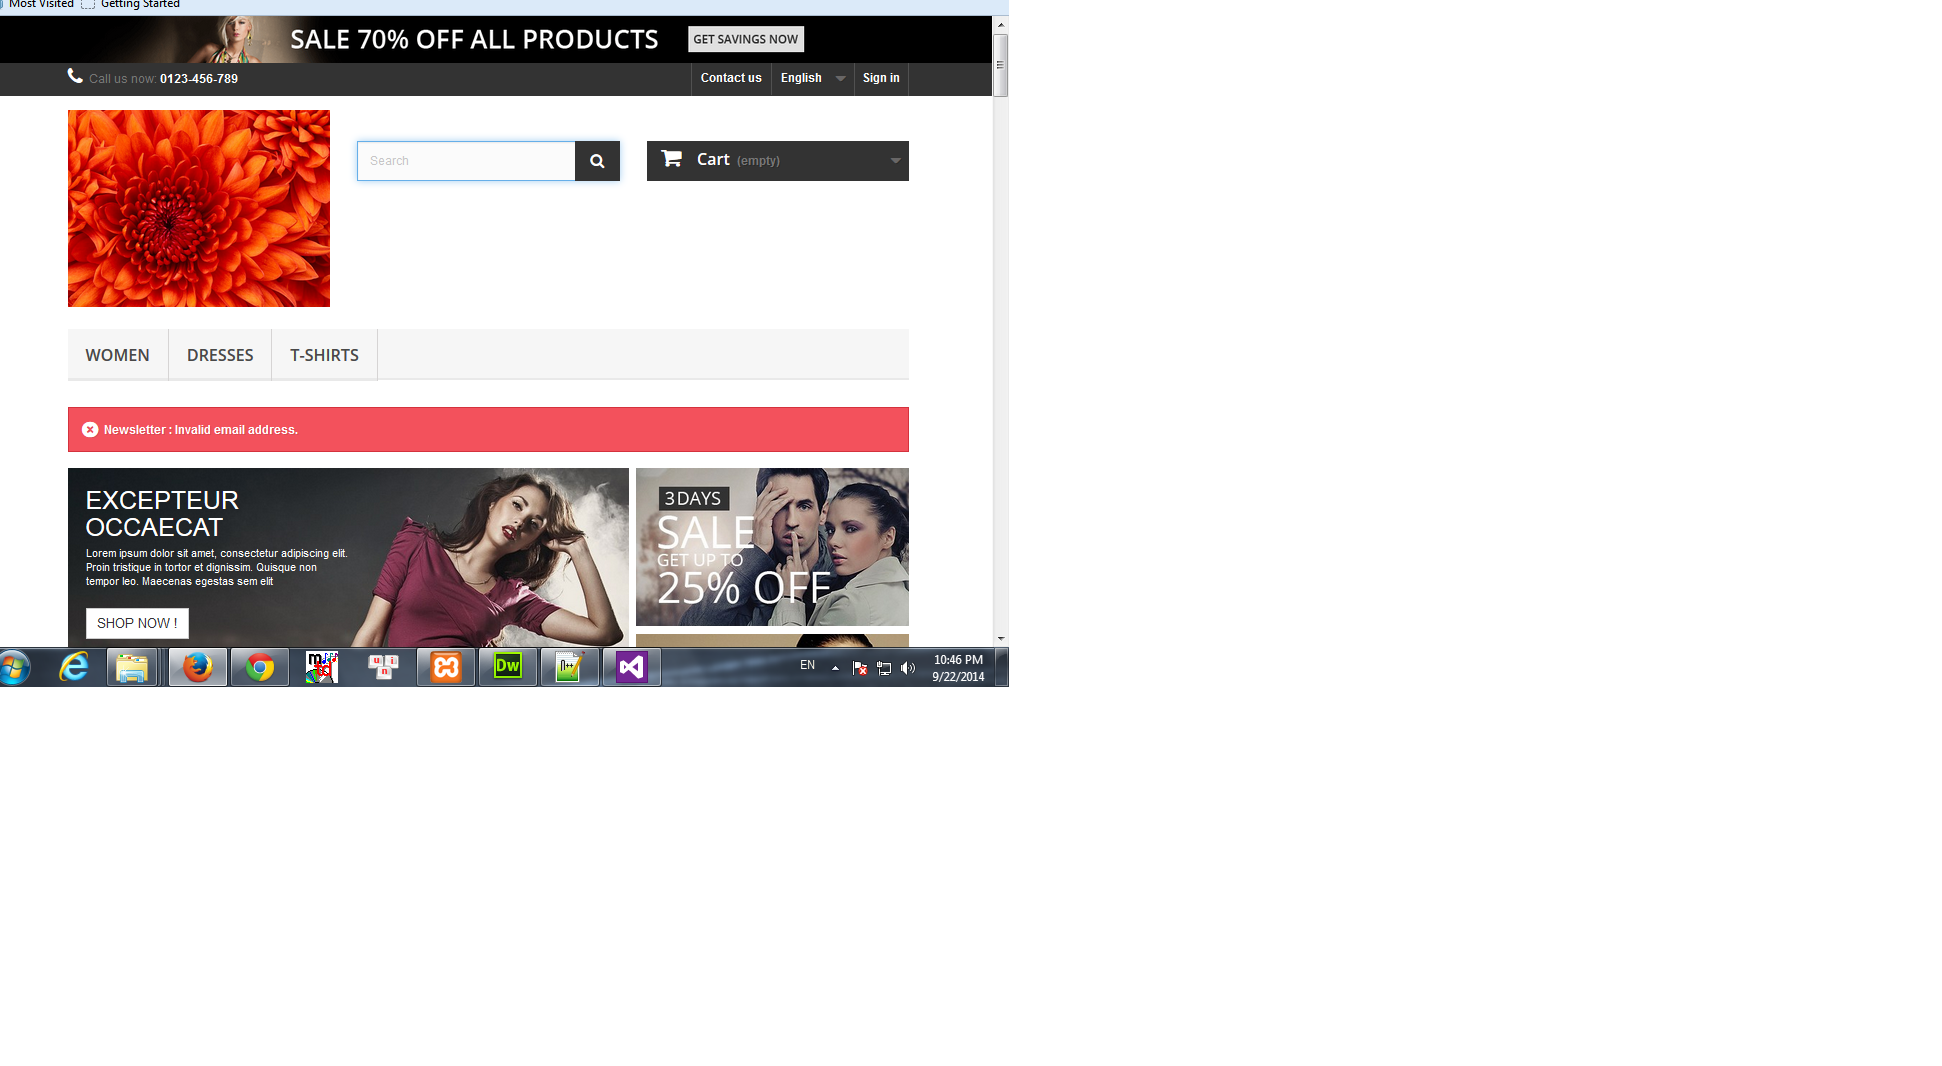 Most Visited Getting Started
SALE 70% OFF ALL PRODUCTS GET SAVINGS NOW
Call us now: 0123-456-789 Contact us English Sign in
Search
Cart (empty)
WOMEN DRESSES T-SHIRTS
Newsletter : Invalid email address.
EXCEPTEUR
OCCAECAT
Lorem ipsum dolor sit amet, consectetur adipiscing elit.
Proin tristique in tortor et dignissim. Quisque non
tempor leo. Maecenas egestas sem elit
SHOP NOW !
3 DAYS
SALE
GET UP TO
25% OFF
m td
u i n
Dw
n++
EN
10:46 PM
9/22/2014